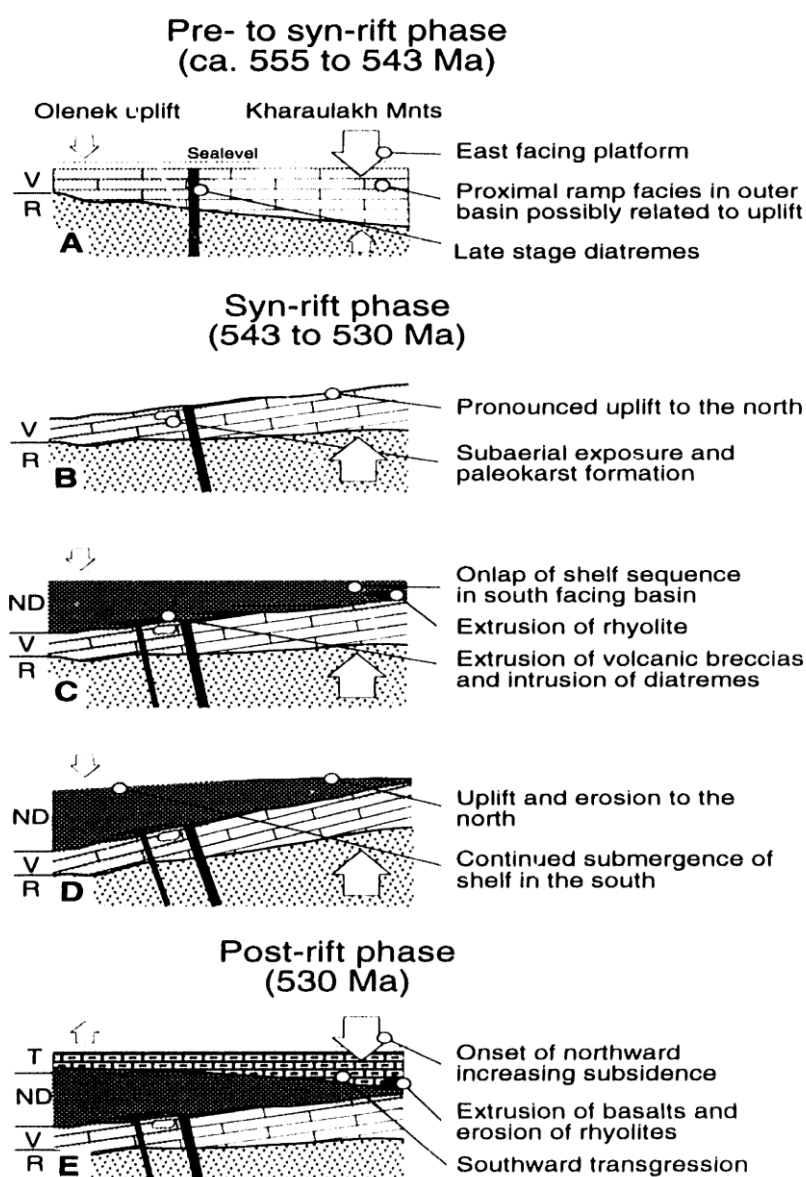 Pre- to syn-rift phase
(ca. 555 to 543 Ma)
Olenek uplift
Kharaulakh Mnts
Sealevel
East facing platform
V
R
Proximal ramp facies in outer
basin possibly related to uplift
A
Late stage diatremes
Syn-rift phase
(543 to 530 Ma)
Pronounced uplift to the north
V
R
B
Subaerial exposure and
paleokarst formation
Onlap of shelf sequence
in south facing basin
ND
Extrusion of rhyolite
V
R
C
Extrusion of volcanic breccias
and intrusion of diatremes
Uplift and erosion to the
north
ND
V
R
D
Continued submergence of
shelf in the south
Post-rift phase
(530 Ma)
T
Onset of northward
increasing subsidence
ND
Extrusion of basalts and
erosion of rhyolites
V
R
E
Southward transgression